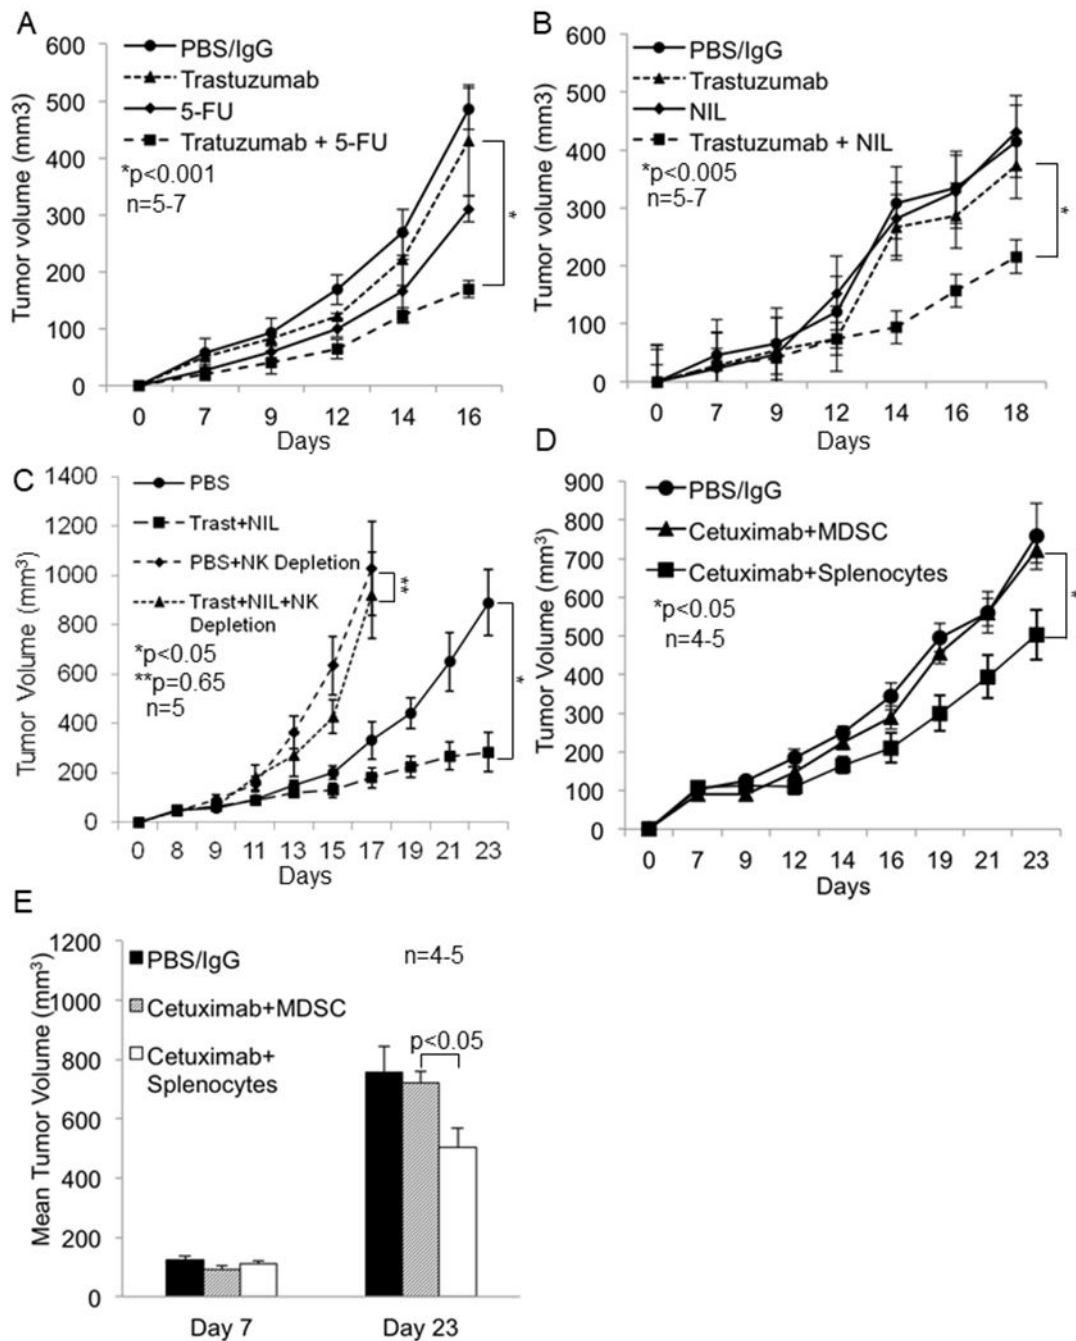 A
Tumor volume (mm3)
600
500
400
300
200
100
0
PBS/IgG
Trastuzumab
5-FU
Tratuzumab + 5-FU
*p<0.001
n=5-7
*
0 7 9 12 14 16
Days
B
Tumor volume (mm3)
600
500
400
300
200
100
0
PBS/IgG
Trastuzumab
NIL
Trastuzumab + NIL
*p<0.005
n=5-7
*
0 7 9 12 14 16 18
Days
C
Tumor Volume (mm³)
1400
1200
1000
800
600
400
200
0
PBS
Trast+NIL
PBS+NK Depletion
Trast+NIL+NK
Depletion
*p<0.05
**p=0.65
n=5
**
*
0 8 9 11 13 15 17 19 21 23
Days
D
Tumor Volume (mm³)
900
800
700
600
500
400
300
200
100
0
PBS/IgG
Cetuximab+MDSC
Cetuximab+Splenocytes
*p<0.05
n=4-5
*
0 7 9 12 14 16 19 21 23
Days
E
Mean Tumor Volume (mm³)
1200
1000
800
600
400
200
0
PBS/IgG
Cetuximab+MDSC
Cetuximab+
Splenocytes
n=4-5
p<0.05
Day 7 Day 23